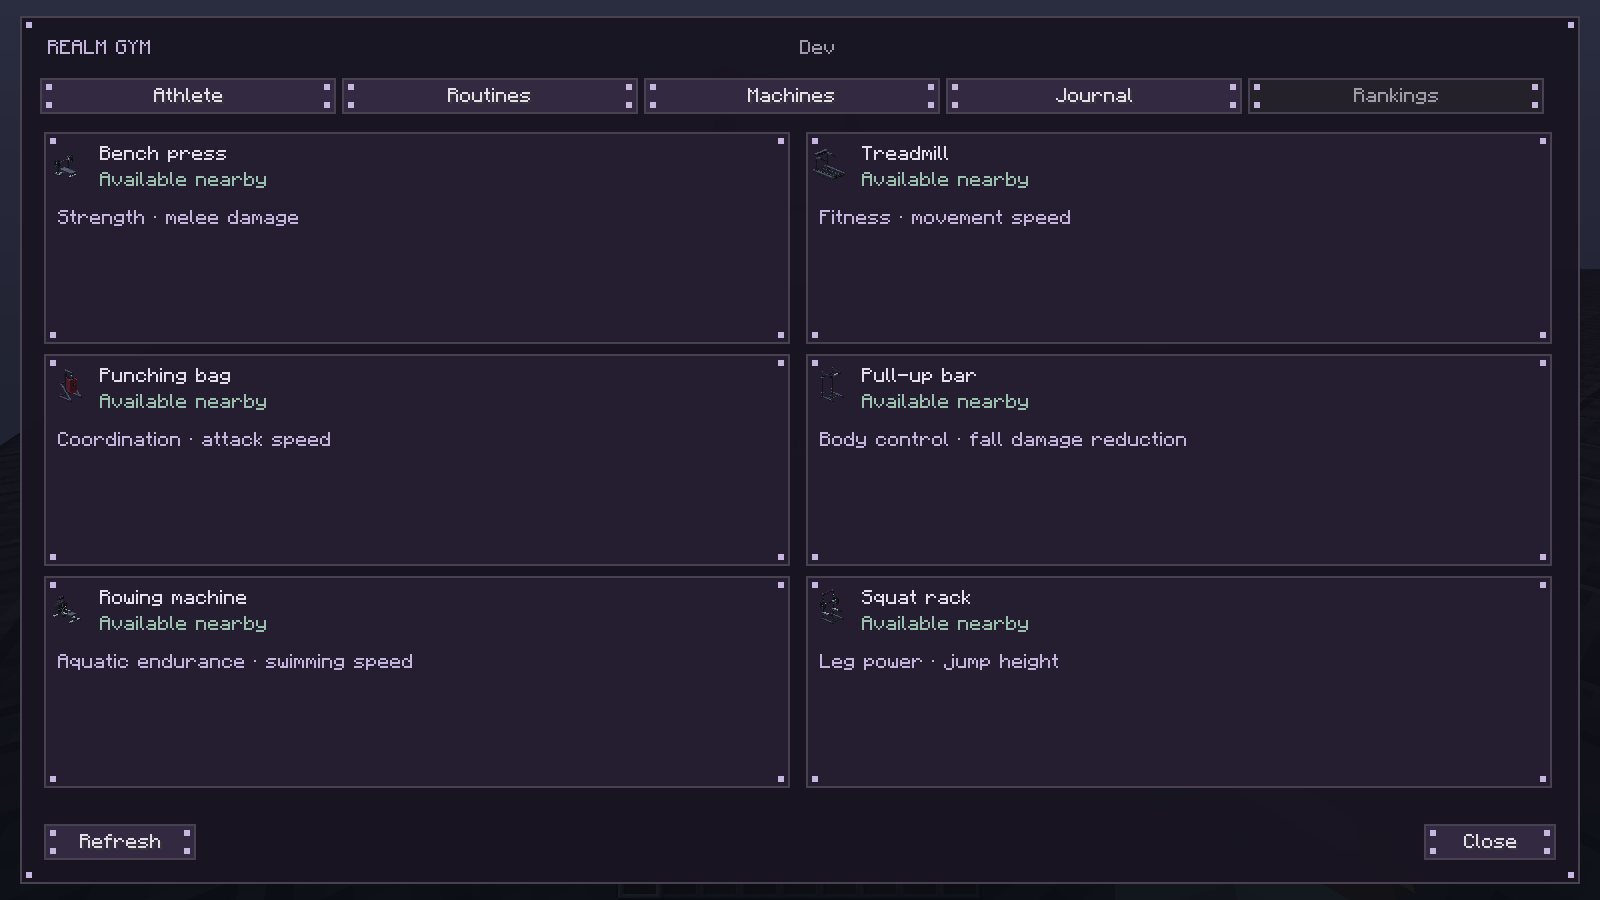 REALM GYM
Dev
Athlete
Routines
Machines
Journal
Rankings
Bench press
Available nearby
Strength · melee damage
Treadmill
Available nearby
Fitness · movement speed
Punching bag
Available nearby
Coordination · attack speed
Pull-up bar
Available nearby
Body control · fall damage reduction
Rowing machine
Available nearby
Aquatic endurance · swimming speed
Squat rack
Available nearby
Leg power · jump height
Refresh
Close